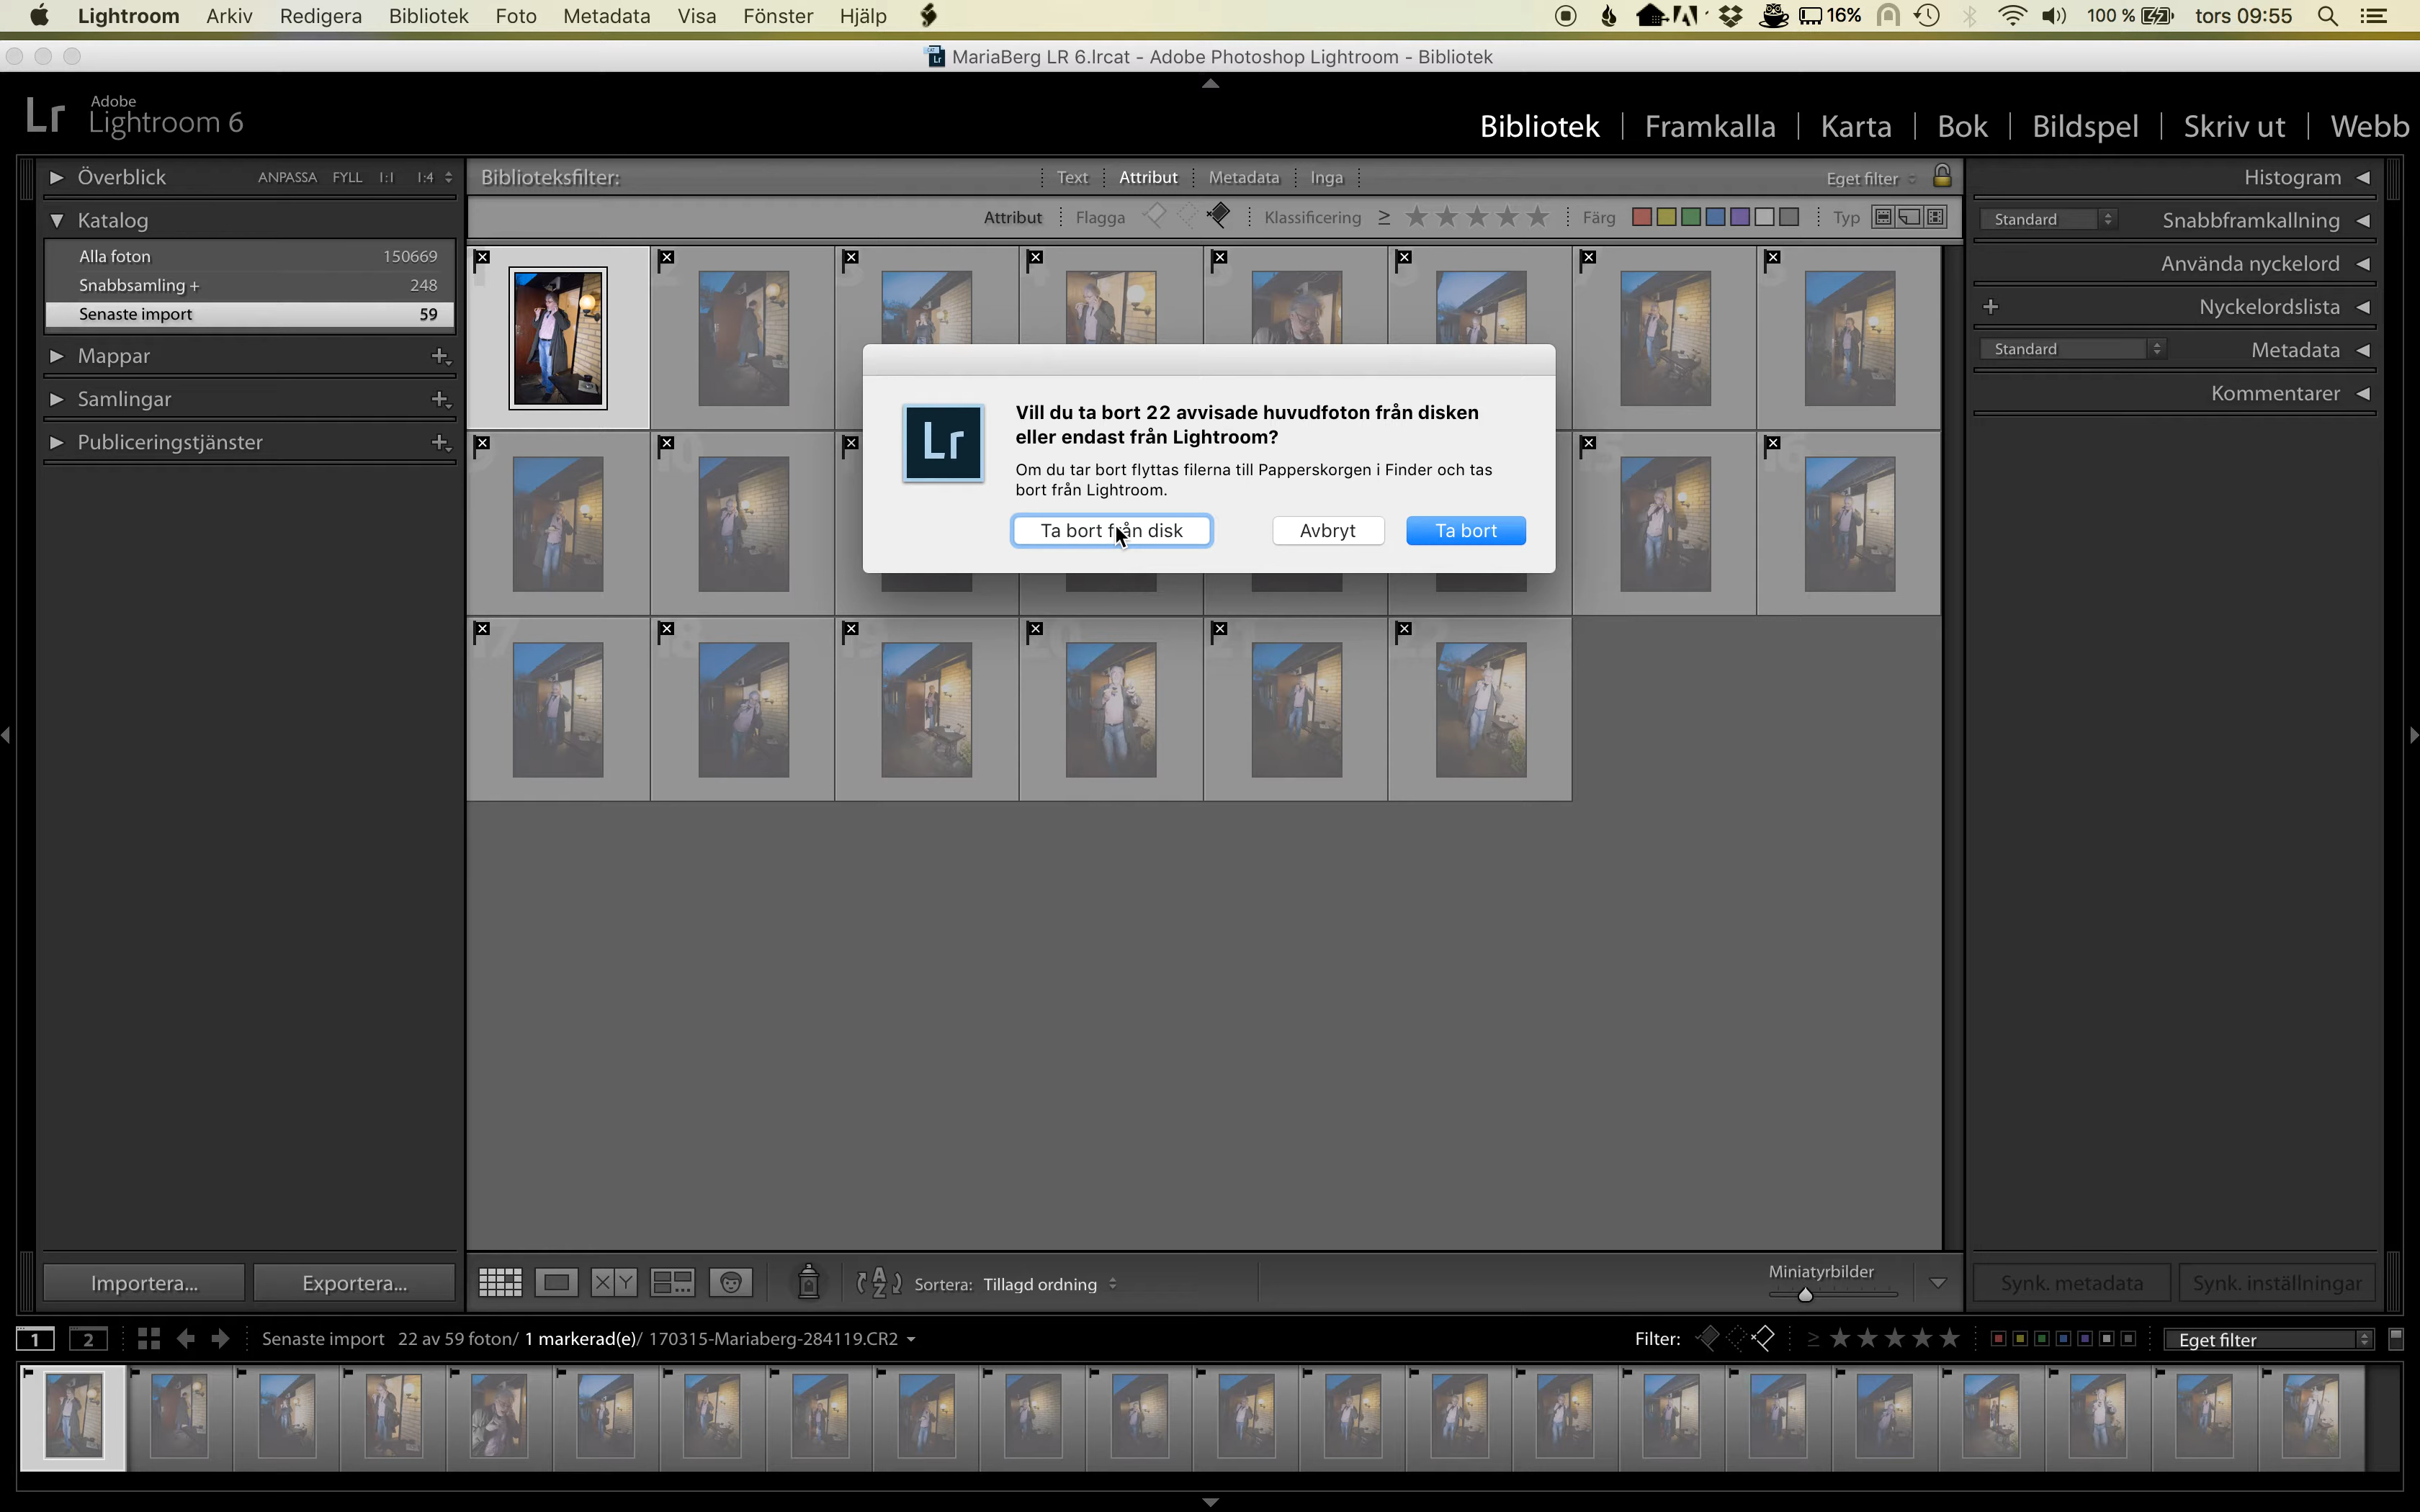 Lightroom Arkiv Redigera Bibliotek Foto Metadata Visa Fönster Hjälp 16% 100 % tors 09:55
MariaBerg LR 6.lrcat - Adobe Photoshop Lightroom - Bibliotek
Lr Adobe
Lightroom 6
Bibliotek | Framkalla | Karta | Bok | Bildspel | Skriv ut | Webb
Överblick ANPASSA FYLL 1:1 1:4
Katalog
Alla foton 150669
Snabbsamling + 248
Senaste import 59
Mappar
Samlingar
Publiceringstjänster
Biblioteksfilter: Text Attribut Metadata Inga Eget filter
Attribut Flagga Klassificering ≥ Färg Typ
Vill du ta bort 22 avvisade huvudfoton från disken
eller endast från Lightroom?
Lr
Om du tar bort flyttas filerna till Papperskorgen i Finder och tas
bort från Lightroom.
Ta bort från disk Avbryt Ta bort
Histogram
Standard Snabbframkallning
Använda nyckelord
Nyckelordslista
Standard Metadata
Kommentarer
Importera... Exportera...
X Y
Sortera: Tillagd ordning
Miniatyrbilder
Synk. metadata Synk. inställningar
1 2 Senaste import 22 av 59 foton/ 1 markerad(e)/ 170315-Mariaberg-284119.CR2
Filter: ≥ Eget filter